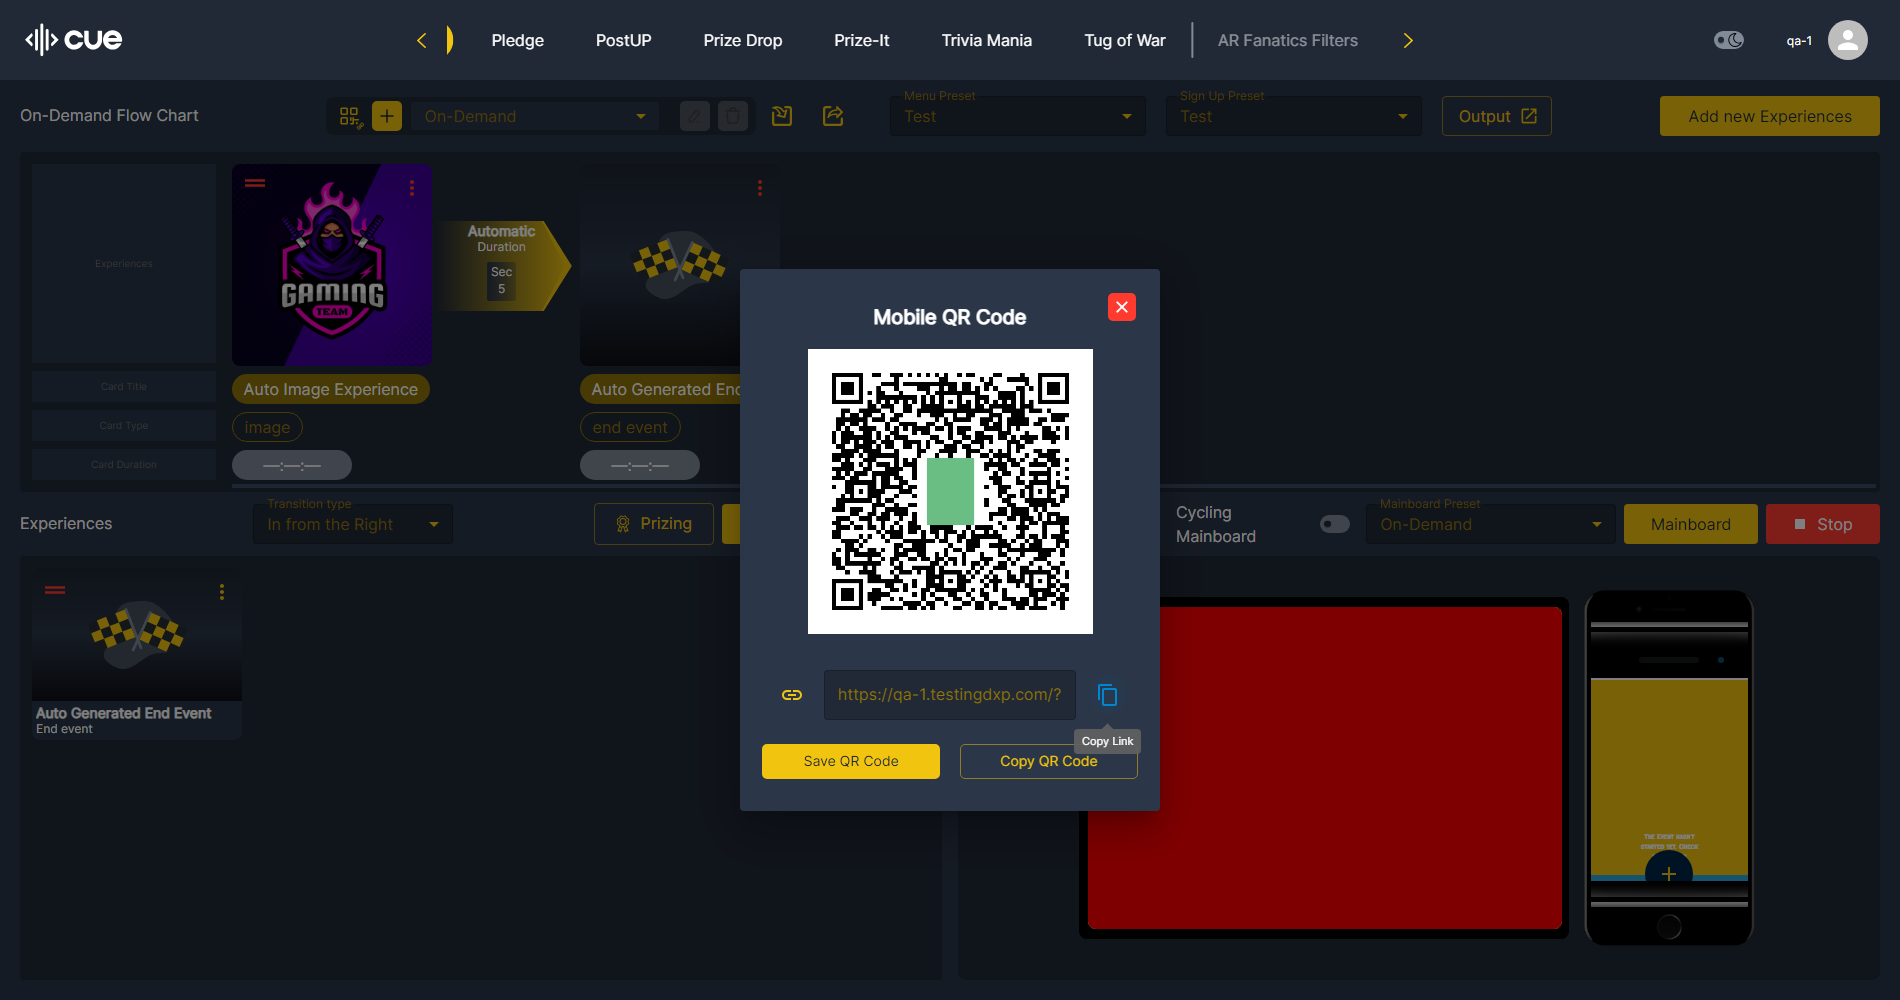 cue
Pledge
PostUP
Prize Drop
Prize-It
Trivia Mania
Tug of War
AR Fanatics Filters
qa-1
On-Demand Flow Chart
On-Demand
Menu Preset
Test
Sign Up Preset
Test
Output
Add new Experiences
Experiences
Card Title
Card Type
Card Duration
GAMING
TEAM
Auto Image Experience
image
—:—:—
Automatic
Duration
Sec
5
Auto Generated End
end event
—:—:—
Mobile QR Code
https://qa-1.testingdxp.com/?
Copy Link
Save QR Code
Copy QR Code
Experiences
Transition type
In from the Right
Prizing
Cycling
Mainboard
Mainboard Preset
On-Demand
Mainboard
Stop
Auto Generated End Event
End event
The Event hasn't
started yet. Check